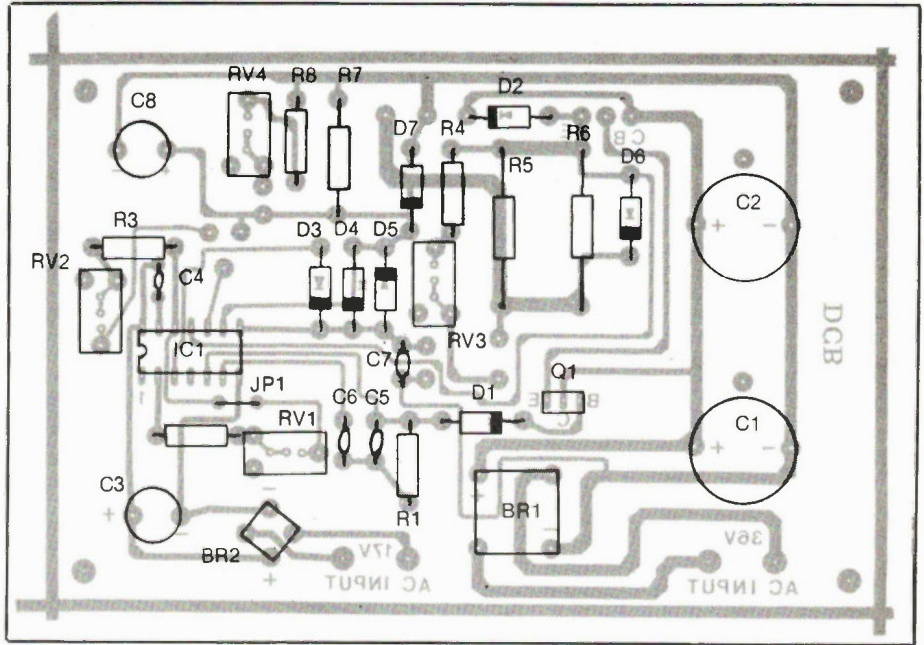 RV4
R8
R7
D2
C8
D7
R4
R6
CB
E
R5
D6
C2
R3
D3
D4
D5
RV2
C4
DCB
IC1
RV3
C7
1
JP1
Q1
E
B
C
C6
C5
D1
RV1
C1
C3
R1
BR1
BR2
17V
36V
AC INPUT
AC INPUT